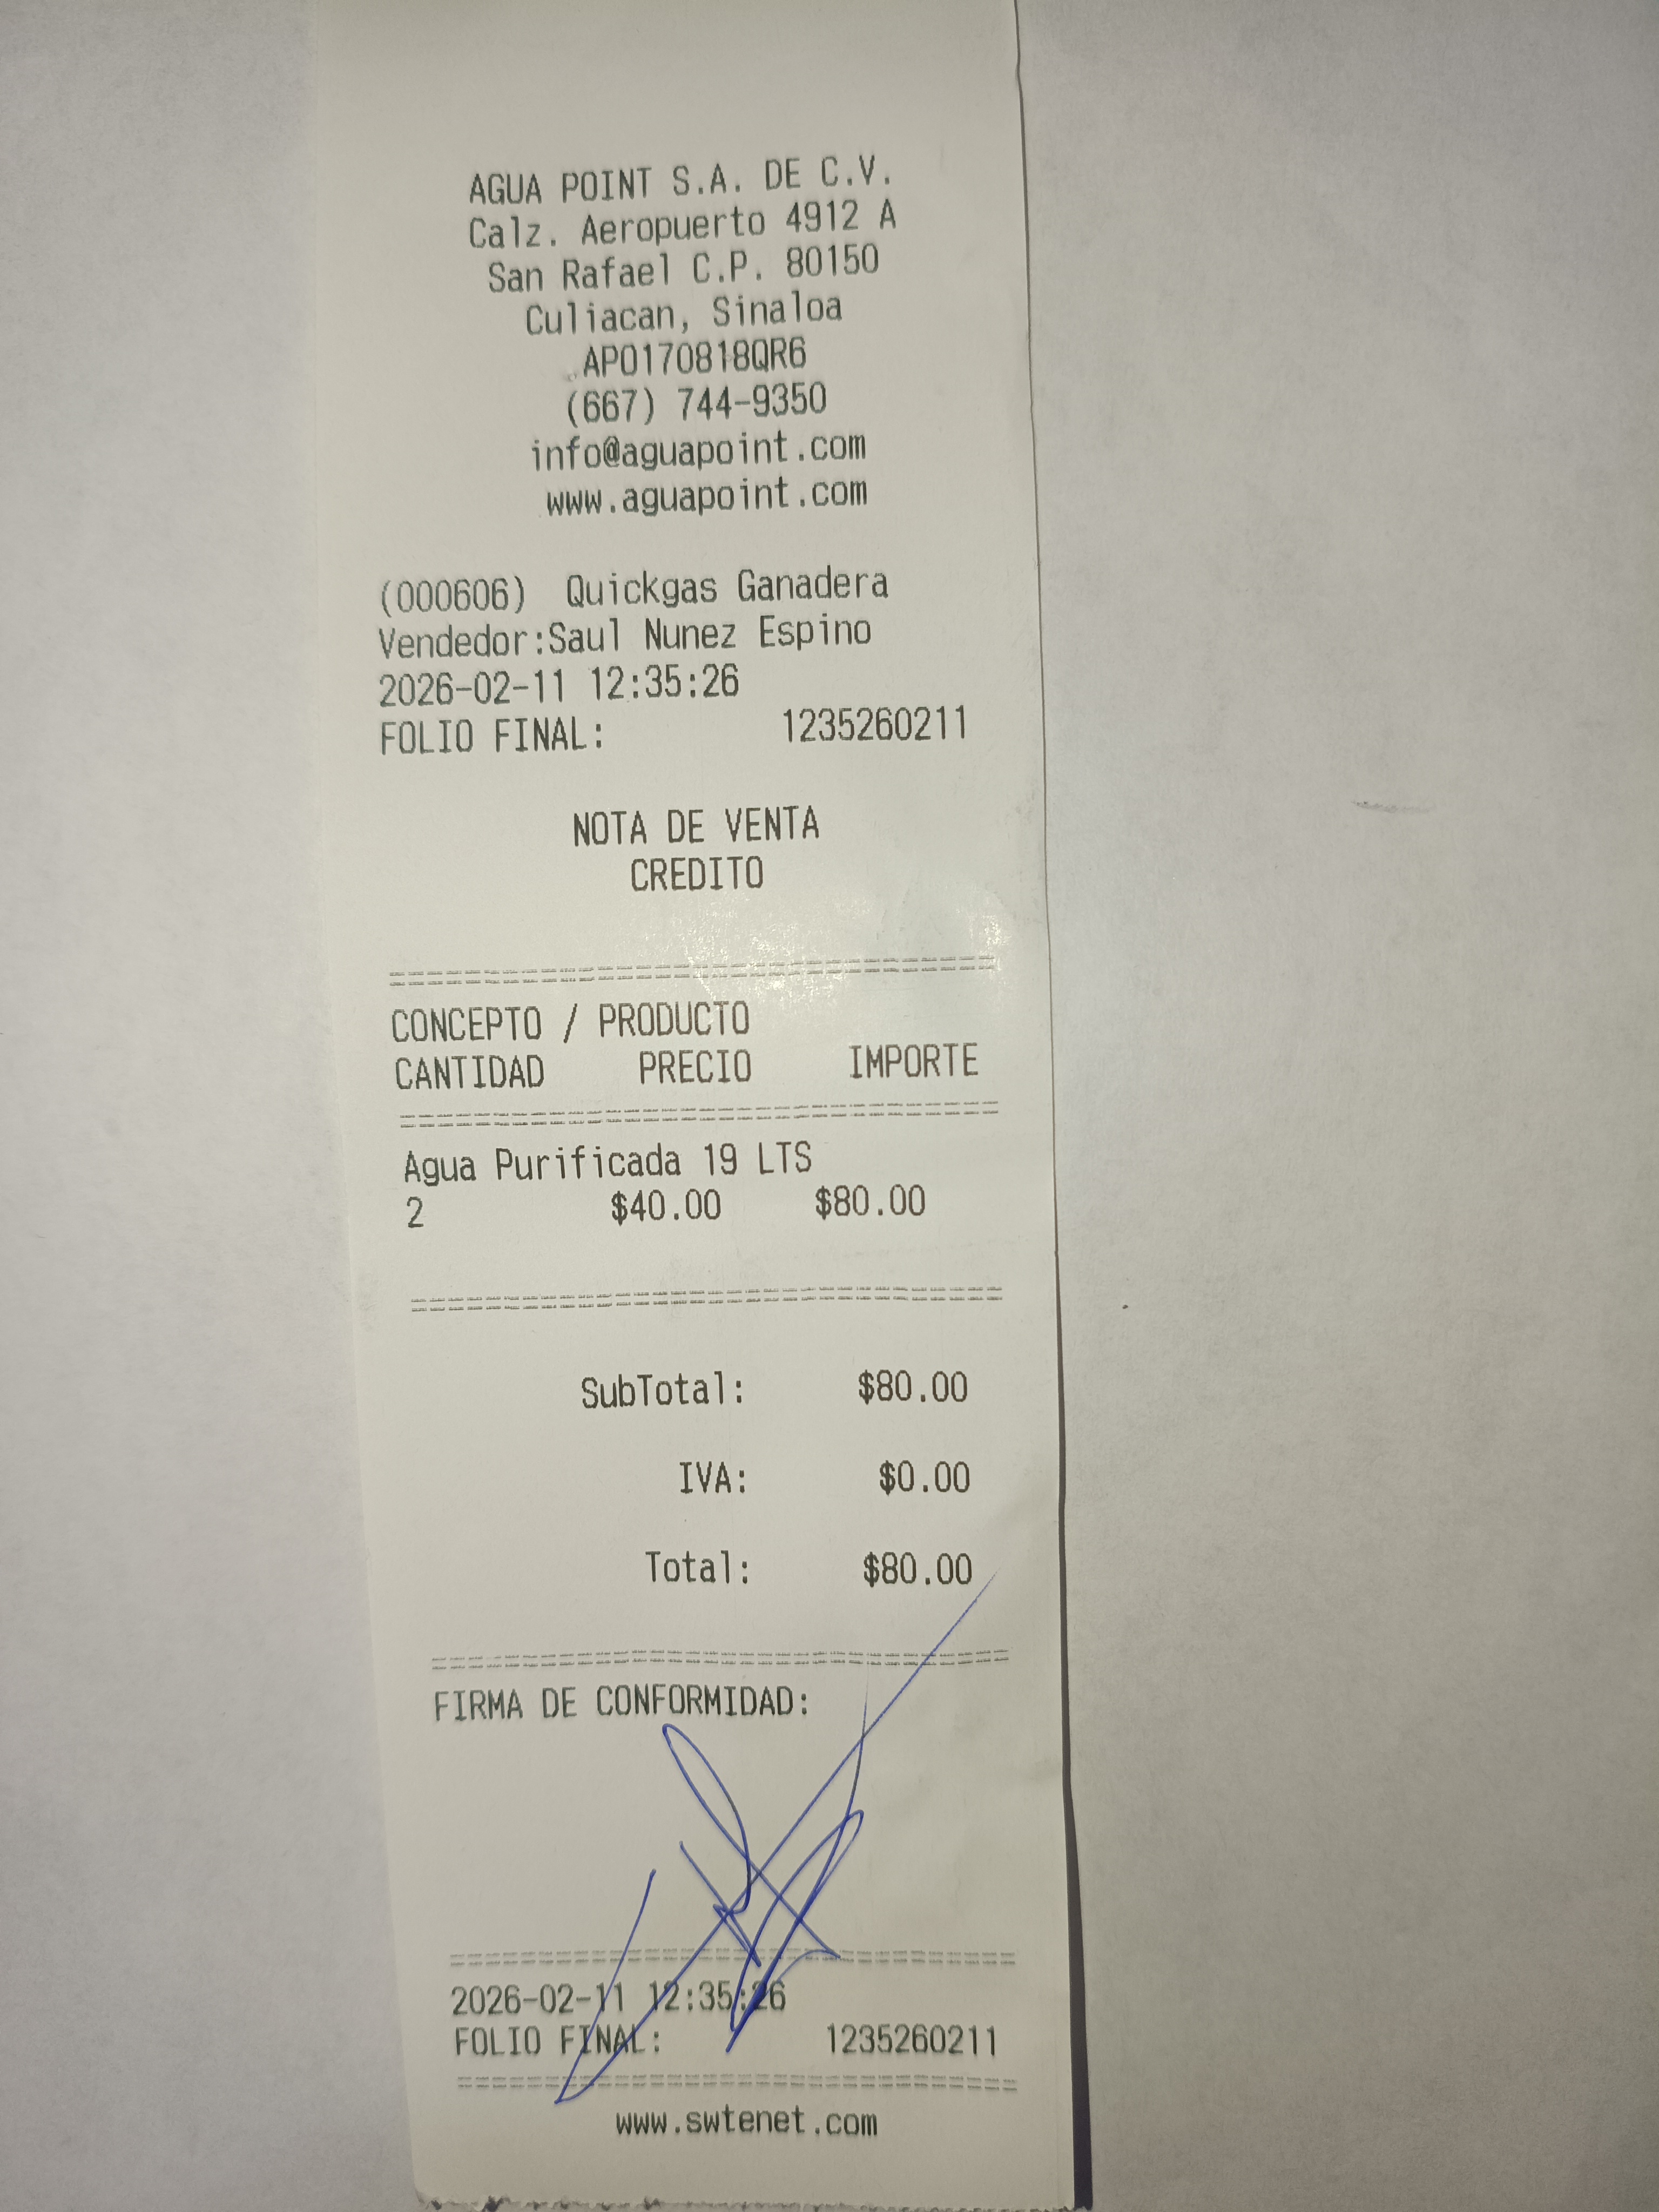 AGUA POINT S.A. DE C.V.
Calz. Aeropuerto 4912 A
San Rafael C.P. 80150
Culiacan, Sinaloa
APO170818QR6
(667) 744-9350
info@aguapoint.com
www.aguapoint.com
(000606) Quickgas Ganadera
Vendedor:Saul Nunez Espino
2026-02-11 12:35:26
FOLIO FINAL: 1235260211
NOTA DE VENTA
CREDITO
CONCEPTO / PRODUCTO
CANTIDAD PRECIO IMPORTE
Agua Purificada 19 LTS
2 $40.00 $80.00
SubTotal: $80.00
IVA: $0.00
Total: $80.00
FIRMA DE CONFORMIDAD:
2026-02-11 12:35:26
FOLIO FINAL: 1235260211
www.swtenet.com